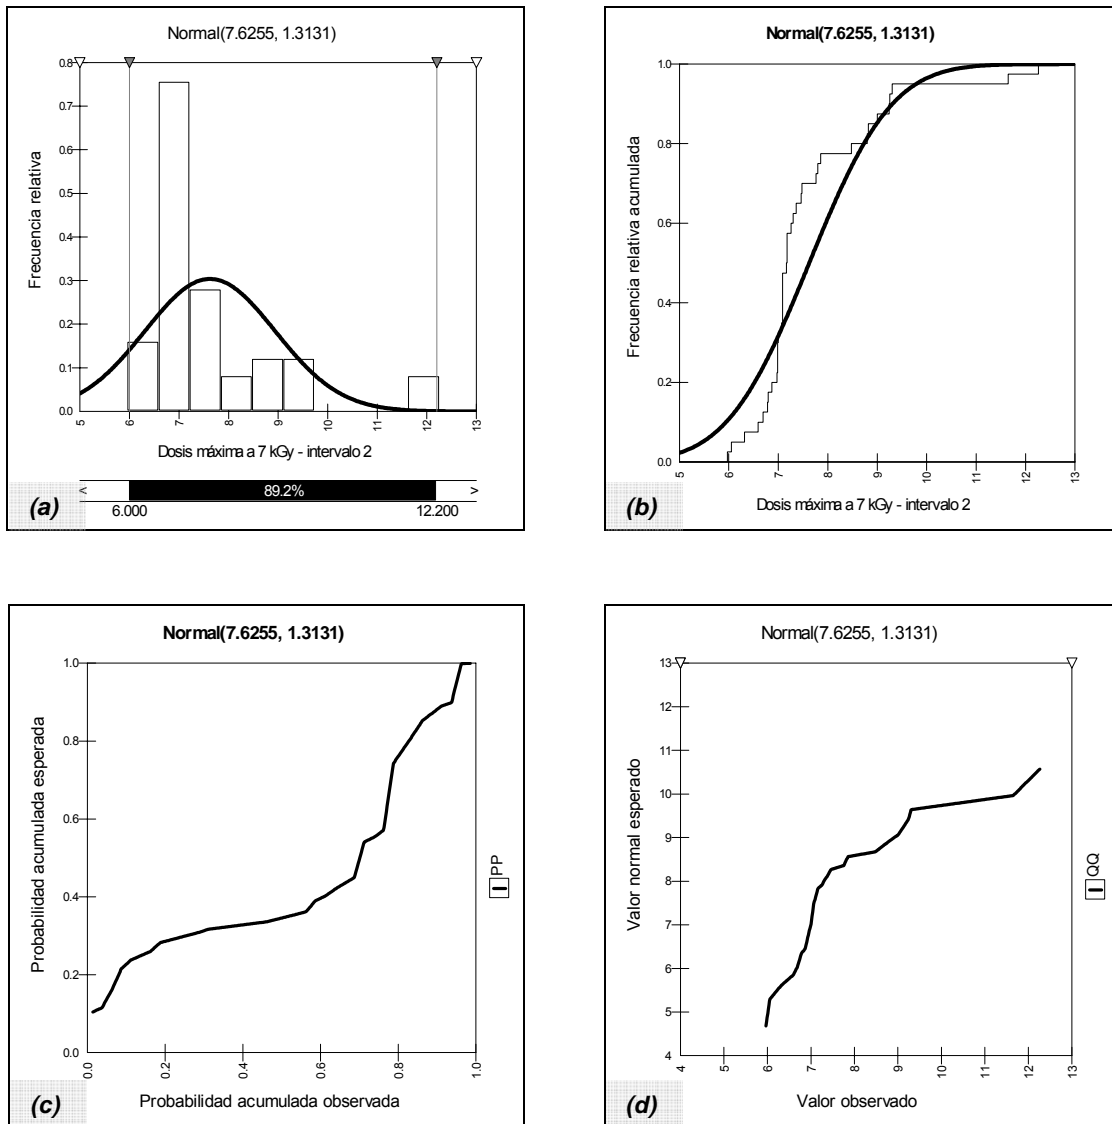 Normal(7.6255, 1.3131)
0.8
0.7
0.6
0.5
0.4
0.3
0.2
0.1
0.0
Frecuencia relativa
5 6 7 8 9 10 11 12 13
Dosis máxima a 7 kGy - intervalo 2
< 89.2% >
6.000 12.200
(a)
Normal(7.6255, 1.3131)
1.0
0.8
0.6
0.4
0.2
0.0
Frecuencia relativa acumulada
5 6 7 8 9 10 11 12 13
Dosis máxima a 7 kGy - intervalo 2
(b)
Normal(7.6255, 1.3131)
1.0
0.8
0.6
0.4
0.2
0.0
Probabilidad acumulada esperada
0.0 0.2 0.4 0.6 0.8 1.0
Probabilidad acumulada observada
PP
(c)
Normal(7.6255, 1.3131)
13
12
11
10
9
8
7
6
5
4
Valor normal esperado
4 5 6 7 8 9 10 11 12 13
Valor observado
QQ
(d)